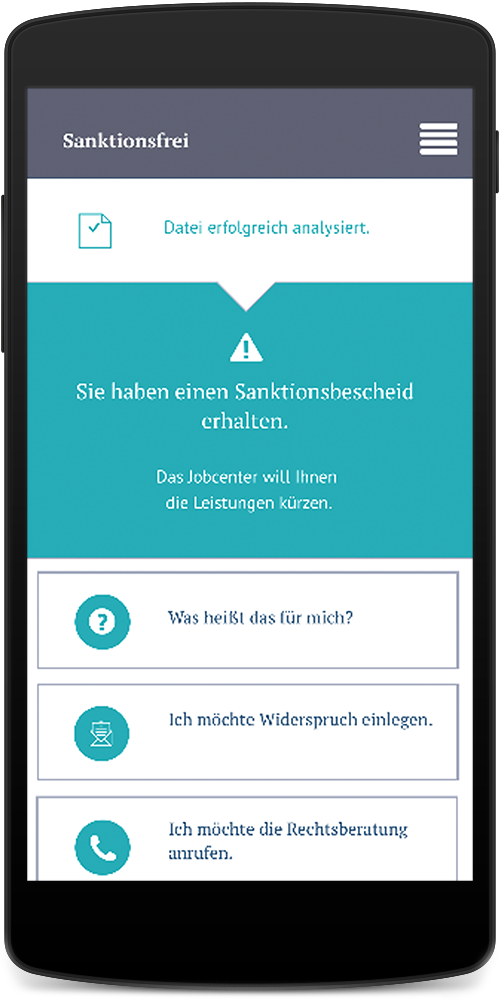 Sanktionsfrei
Datei erfolgreich analysiert.
Sie haben einen Sanktionsbescheid
erhalten.
Das Jobcenter will Ihnen
die Leistungen kürzen.
Was heißt das für mich?
Ich möchte Widerspruch einlegen.
Ich möchte die Rechtsberatung
anrufen.